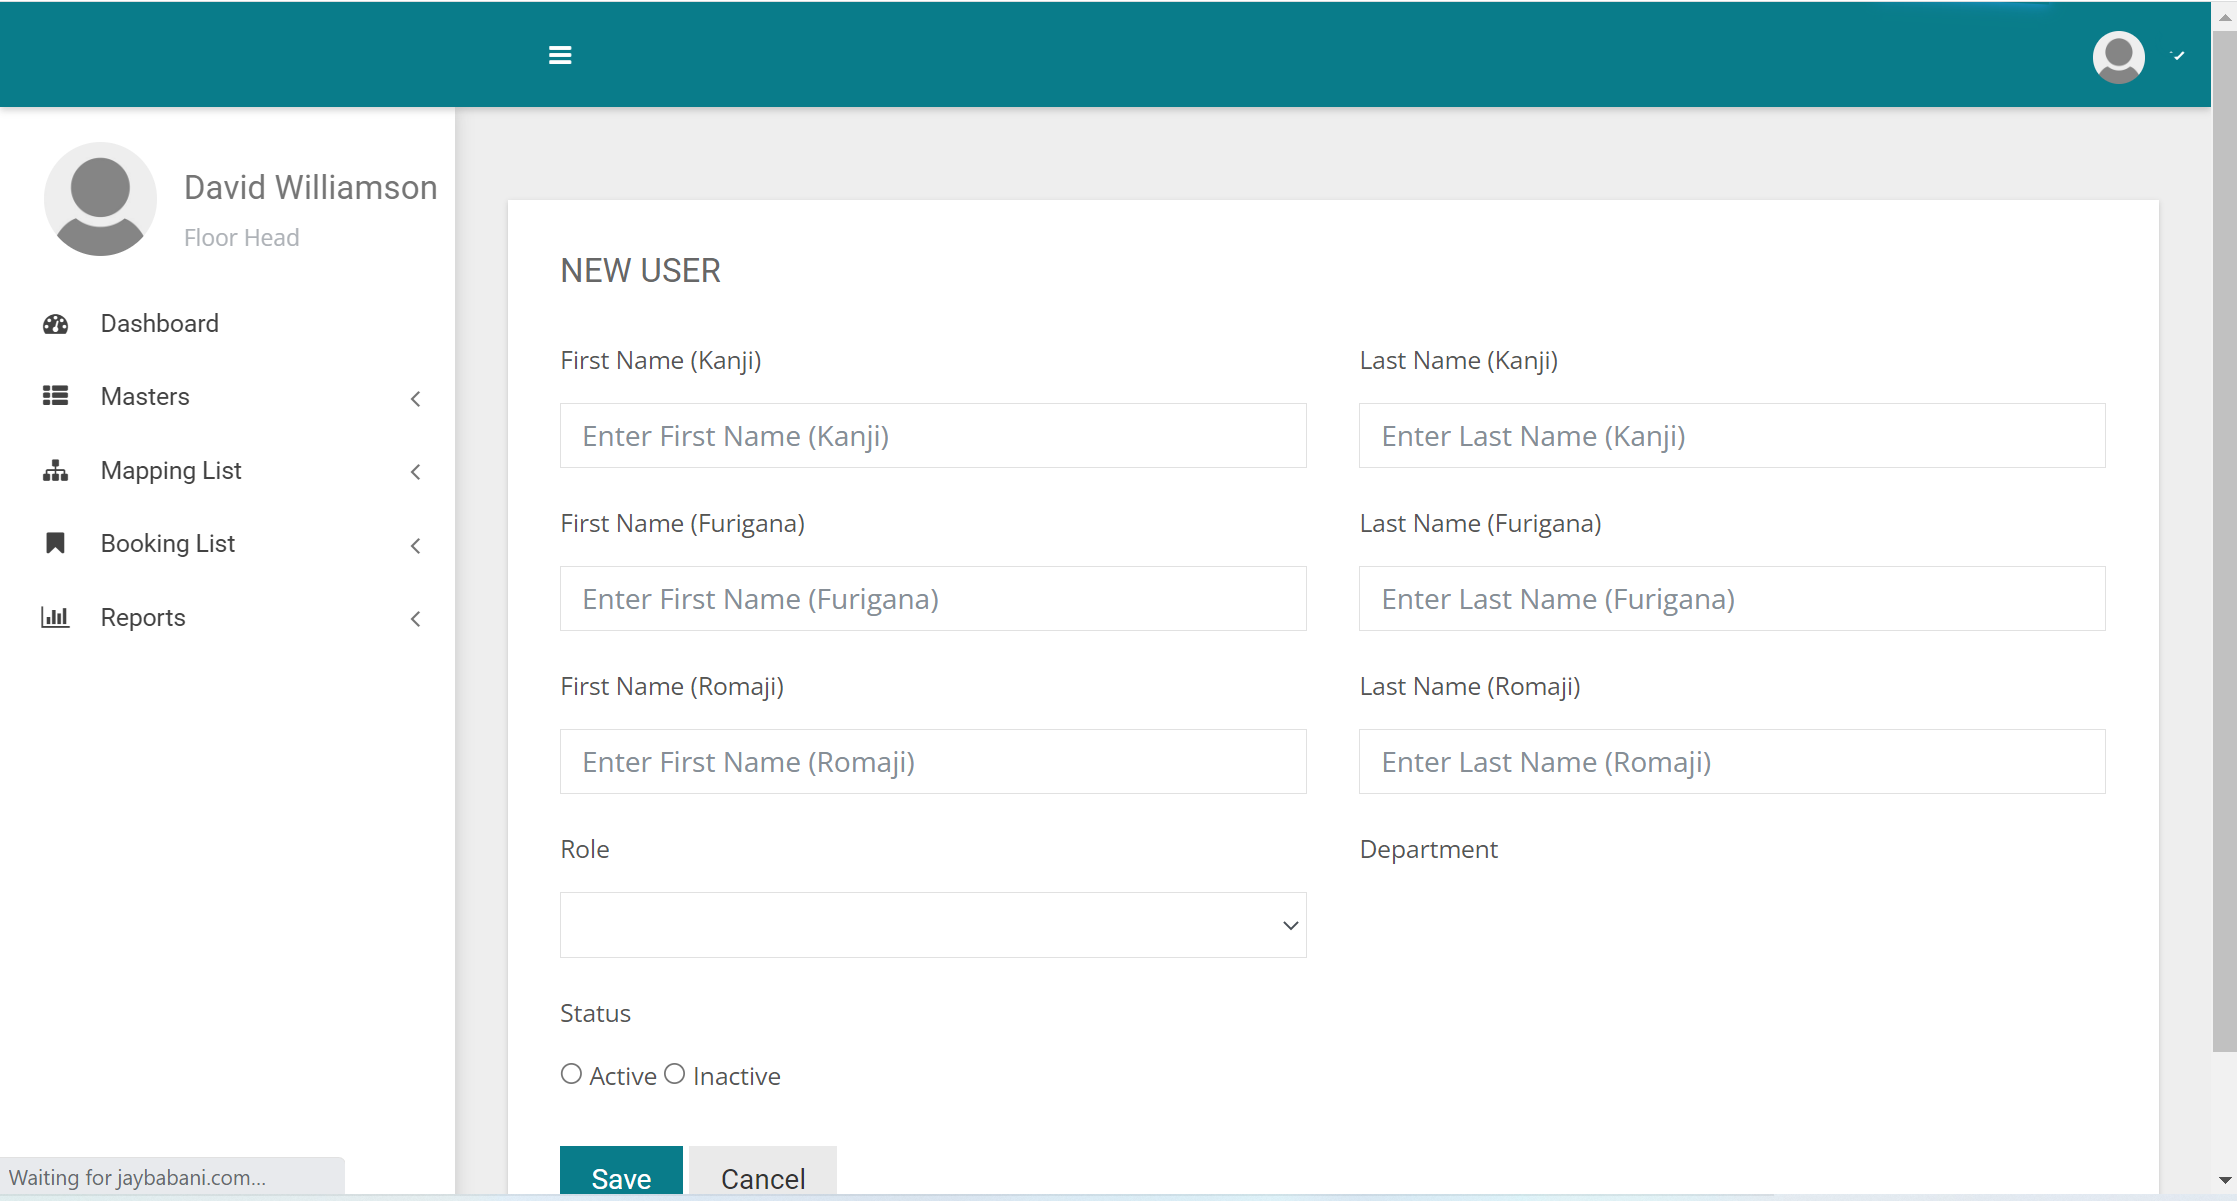 David Williamson
Floor Head
Dashboard
Masters
Mapping List
Booking List
Reports
NEW USER
First Name (Kanji)
Last Name (Kanji)
Enter First Name (Kanji)
Enter Last Name (Kanji)
First Name (Furigana)
Last Name (Furigana)
Enter First Name (Furigana)
Enter Last Name (Furigana)
First Name (Romaji)
Last Name (Romaji)
Enter First Name (Romaji)
Enter Last Name (Romaji)
Role
Department
Status
Active Inactive
Save Cancel
Waiting for jaybabani.com...